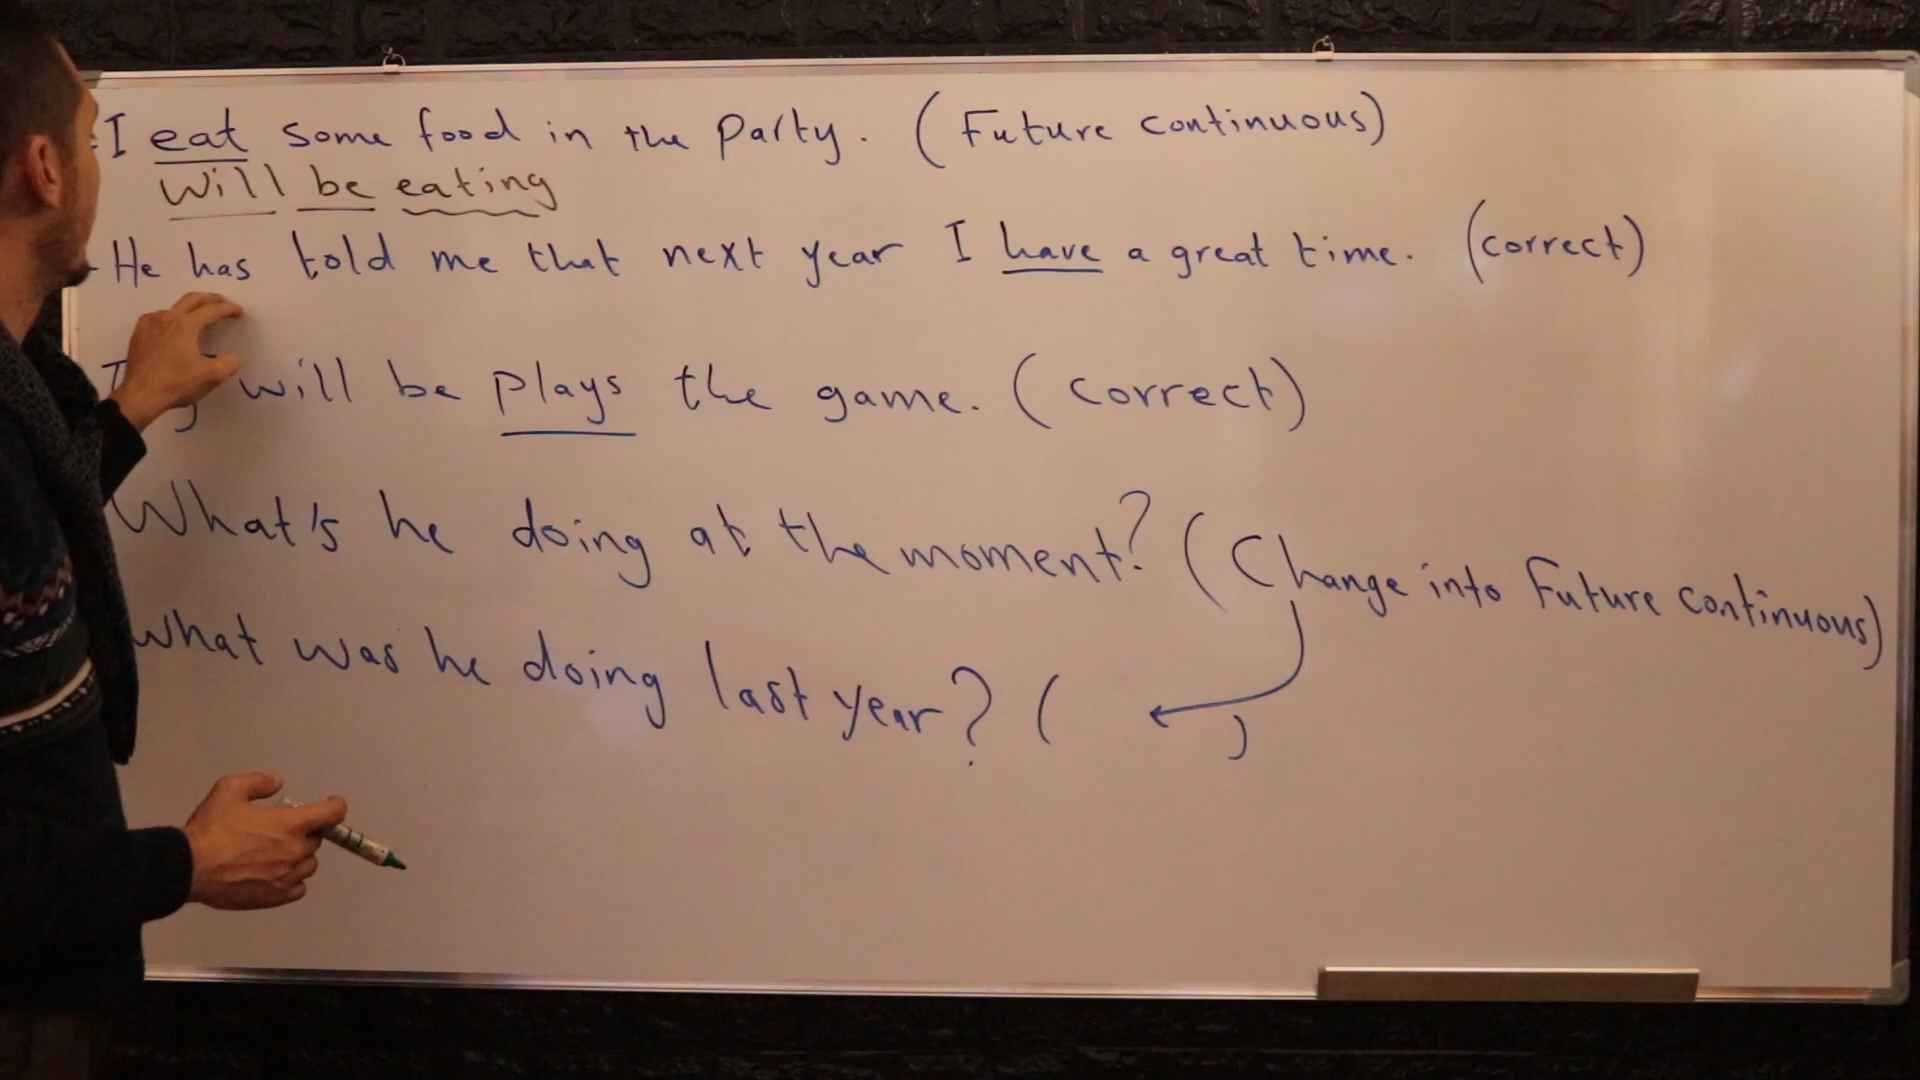 I eat some food in the Party. (Future continuous)
will be eating
He has told me that next year I have a great time. (correct)
will be plays the game. (correct)
What's he doing at the moment? (Change into Future continuous)
what was he doing last year? ( )